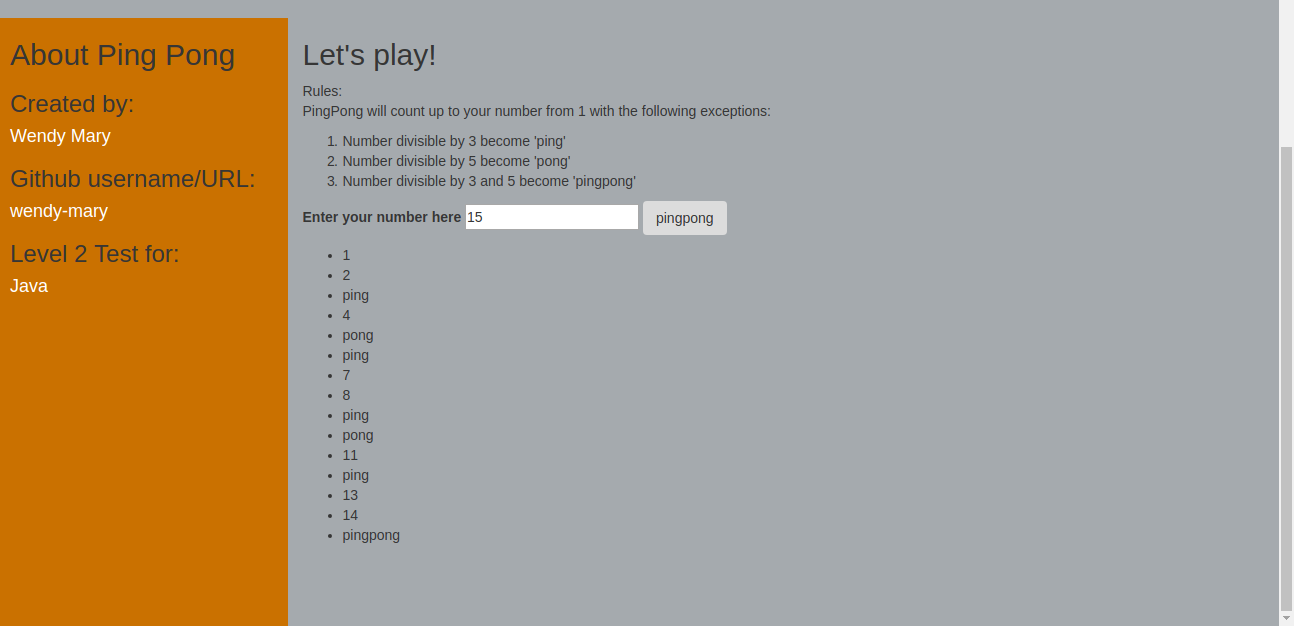 About Ping Pong
Created by:
Wendy Mary
Github username/URL:
wendy-mary
Level 2 Test for:
Java
Let's play!
Rules:
PingPong will count up to your number from 1 with the following exceptions:
1. Number divisible by 3 become 'ping'
2. Number divisible by 5 become 'pong'
3. Number divisible by 3 and 5 become 'pingpong'
Enter your number here 15 pingpong
• 1
• 2
• ping
• 4
• pong
• ping
• 7
• 8
• ping
• pong
• 11
• ping
• 13
• 14
• pingpong